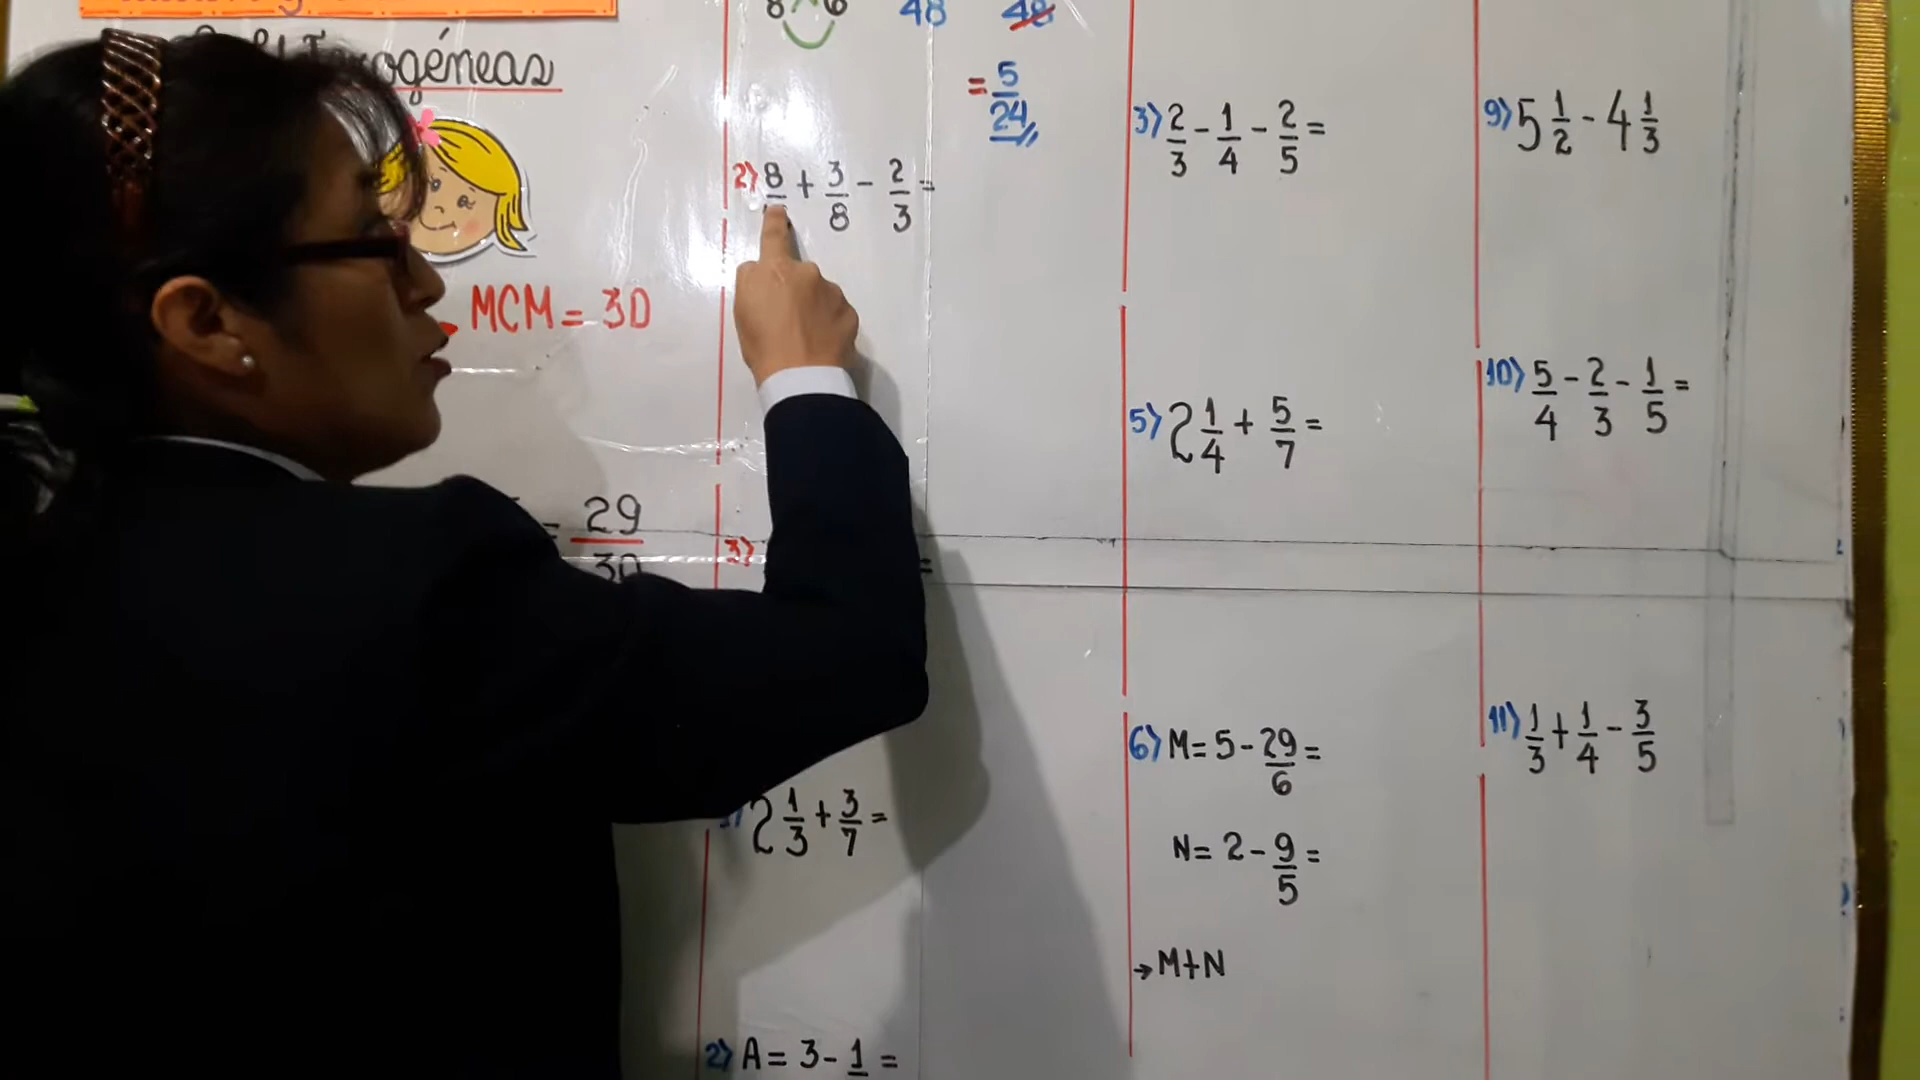 MCM = 30
= 29/30
8 6 48 48
= 5/24
2) 8/ + 3/8 - 2/3 =
3) =
2 1/3 + 3/7 =
2) A = 3 - 1 =
3) 2/3 - 1/4 - 2/5 =
5) 2 1/4 + 5/7 =
6) M = 5 - 29/6 =
N = 2 - 9/5 =
→ M+N
9) 5 1/2 - 4 1/3
10) 5/4 - 2/3 - 1/5 =
11) 1/3 + 1/4 - 3/5